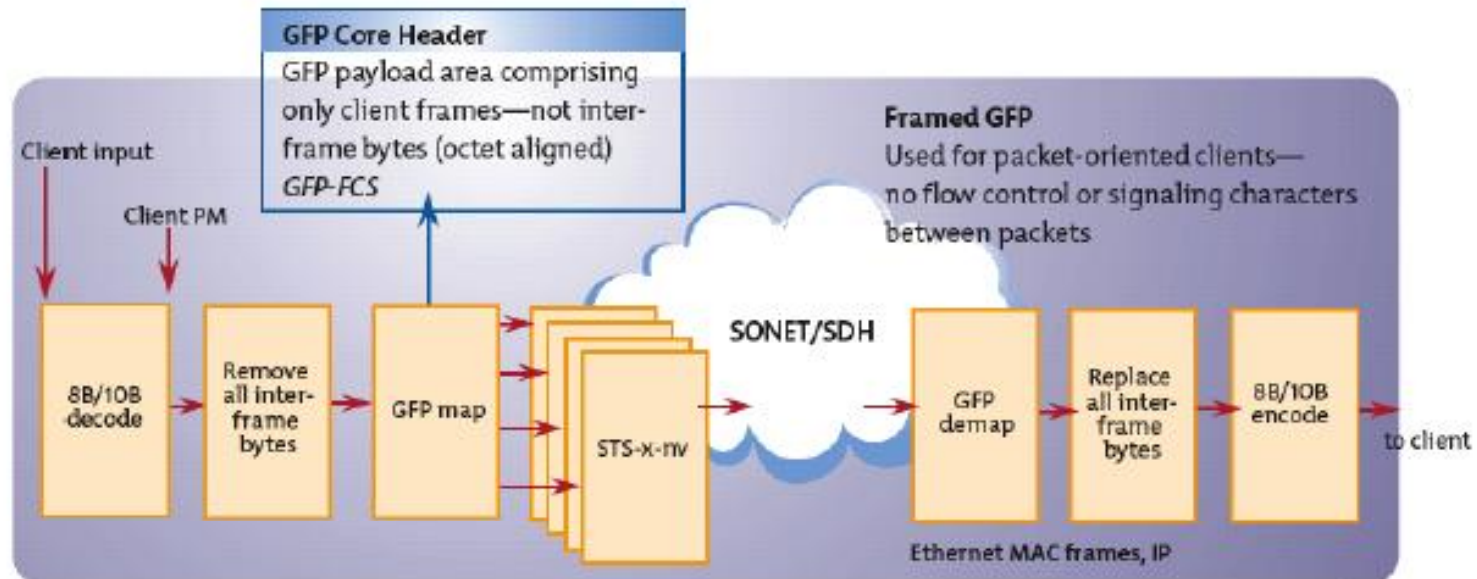 GFP Core Header
GFP payload area comprising
only client frames—not inter-
frame bytes (octet aligned)
GFP-FCS
Framed GFP
Used for packet-oriented clients—
no flow control or signaling characters
between packets
Client input
Client PM
8B/10B
decode
Remove
all inter-
frame
bytes
GFP map
STS-x-nv
SONET/SDH
GFP
demap
Replace
all inter-
frame
bytes
8B/10B
encode
to client
Ethernet MAC frames, IP